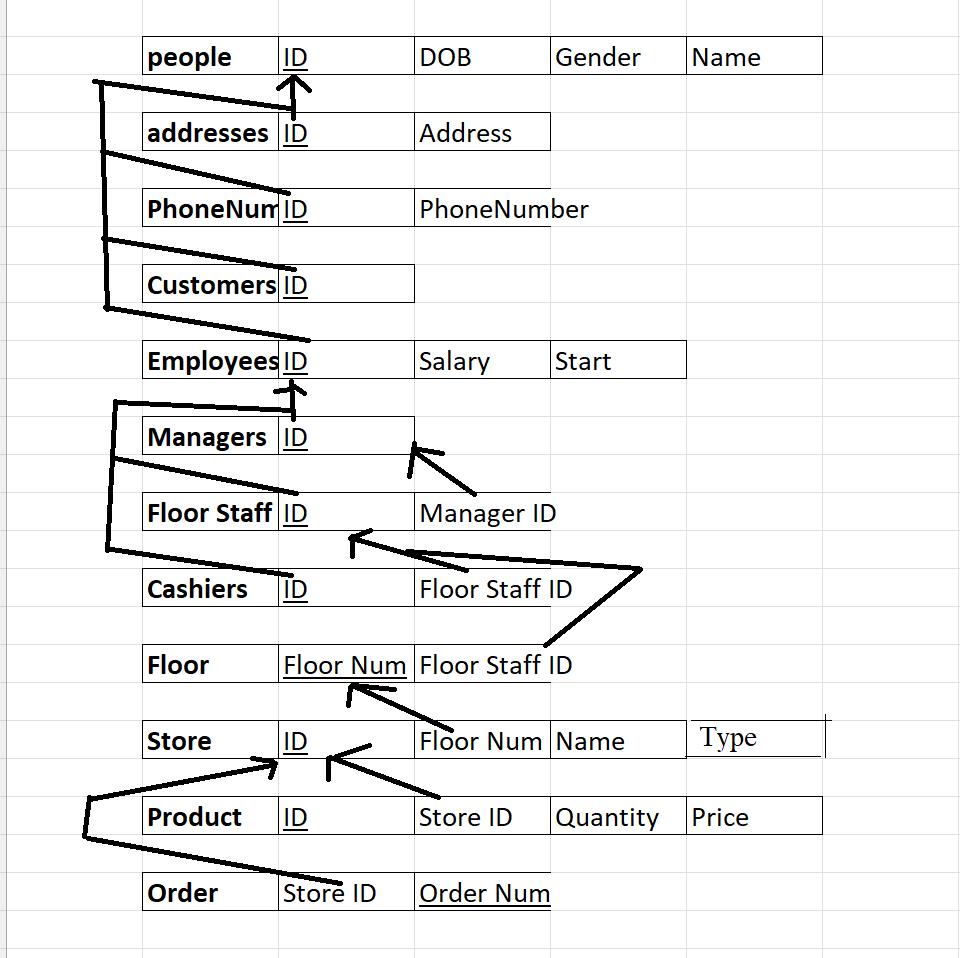 people ID DOB Gender Name
addresses ID Address
PhoneNum ID PhoneNumber
Customers ID
Employees ID Salary Start
Managers ID
Floor Staff ID Manager ID
Cashiers ID Floor Staff ID
Floor Floor Num Floor Staff ID
Store ID Floor Num Name Type
Product ID Store ID Quantity Price
Order Store ID Order Num